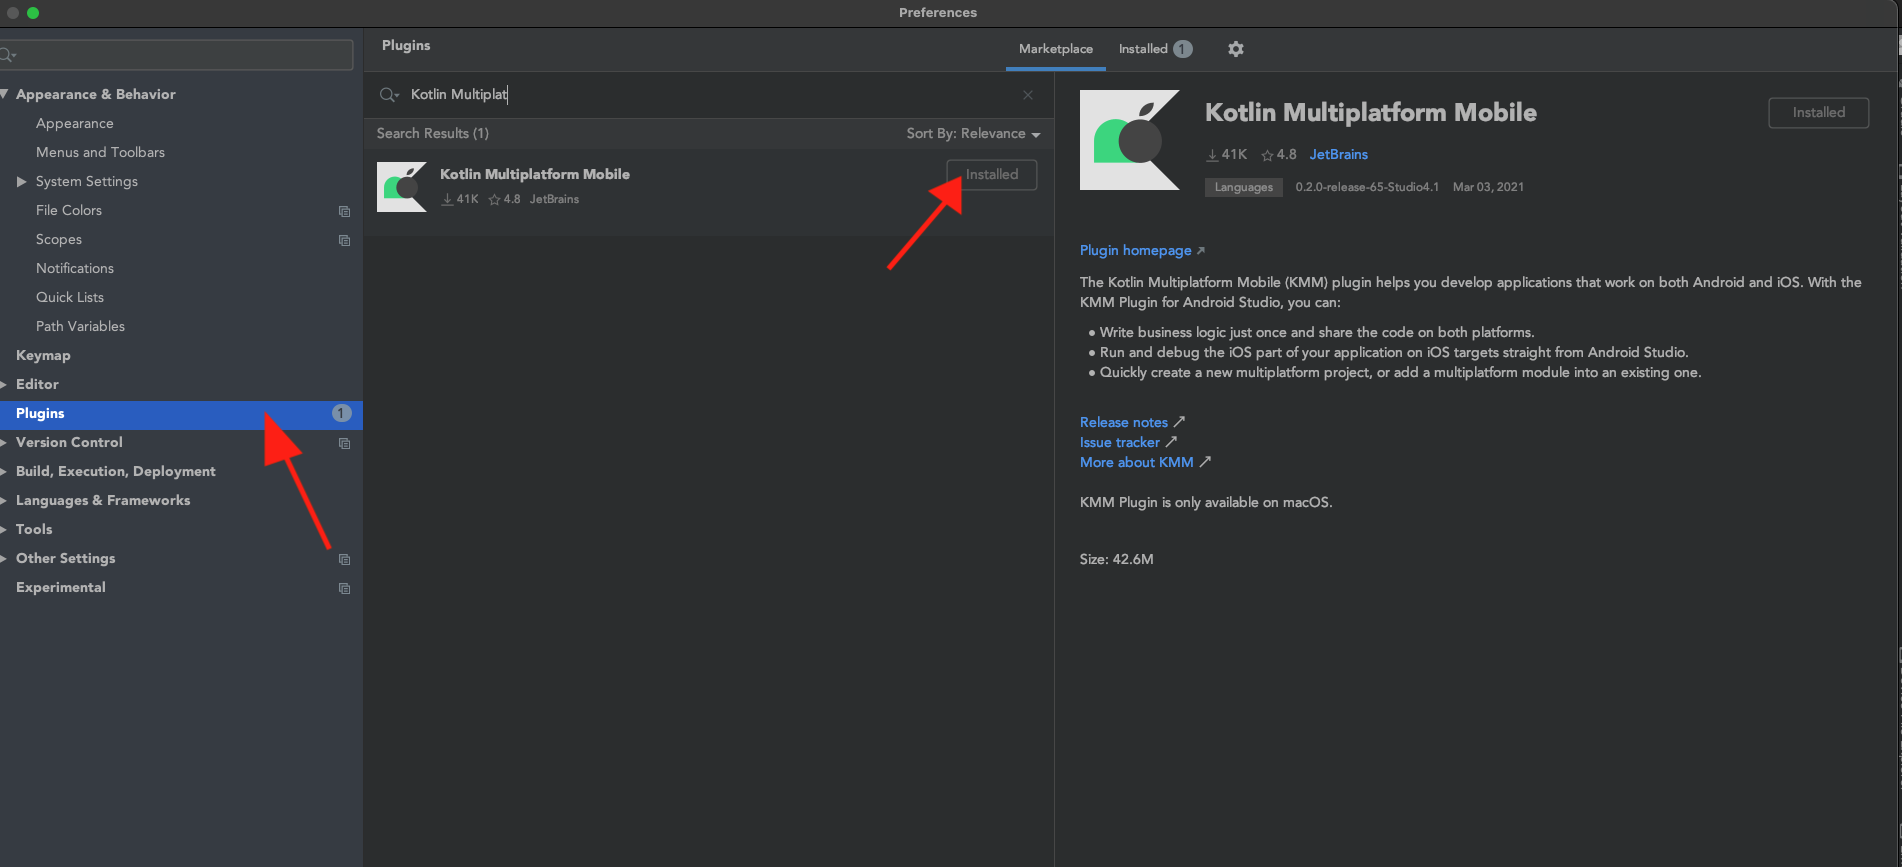 Preferences
Appearance & Behavior
Appearance
Menus and Toolbars
System Settings
File Colors
Scopes
Notifications
Quick Lists
Path Variables
Keymap
Editor
Plugins 1
Version Control
Build, Execution, Deployment
Languages & Frameworks
Tools
Other Settings
Experimental
Plugins
Marketplace Installed 1
Kotlin Multiplat
Search Results (1) Sort By: Relevance
Kotlin Multiplatform Mobile Installed
41K 4.8 JetBrains
Kotlin Multiplatform Mobile Installed
41K 4.8 JetBrains
Languages 0.2.0-release-65-Studio4.1 Mar 03, 2021
Plugin homepage
The Kotlin Multiplatform Mobile (KMM) plugin helps you develop applications that work on both Android and iOS. With the
KMM Plugin for Android Studio, you can:
• Write business logic just once and share the code on both platforms.
• Run and debug the iOS part of your application on iOS targets straight from Android Studio.
• Quickly create a new multiplatform project, or add a multiplatform module into an existing one.
Release notes
Issue tracker
More about KMM
KMM Plugin is only available on macOS.
Size: 42.6M